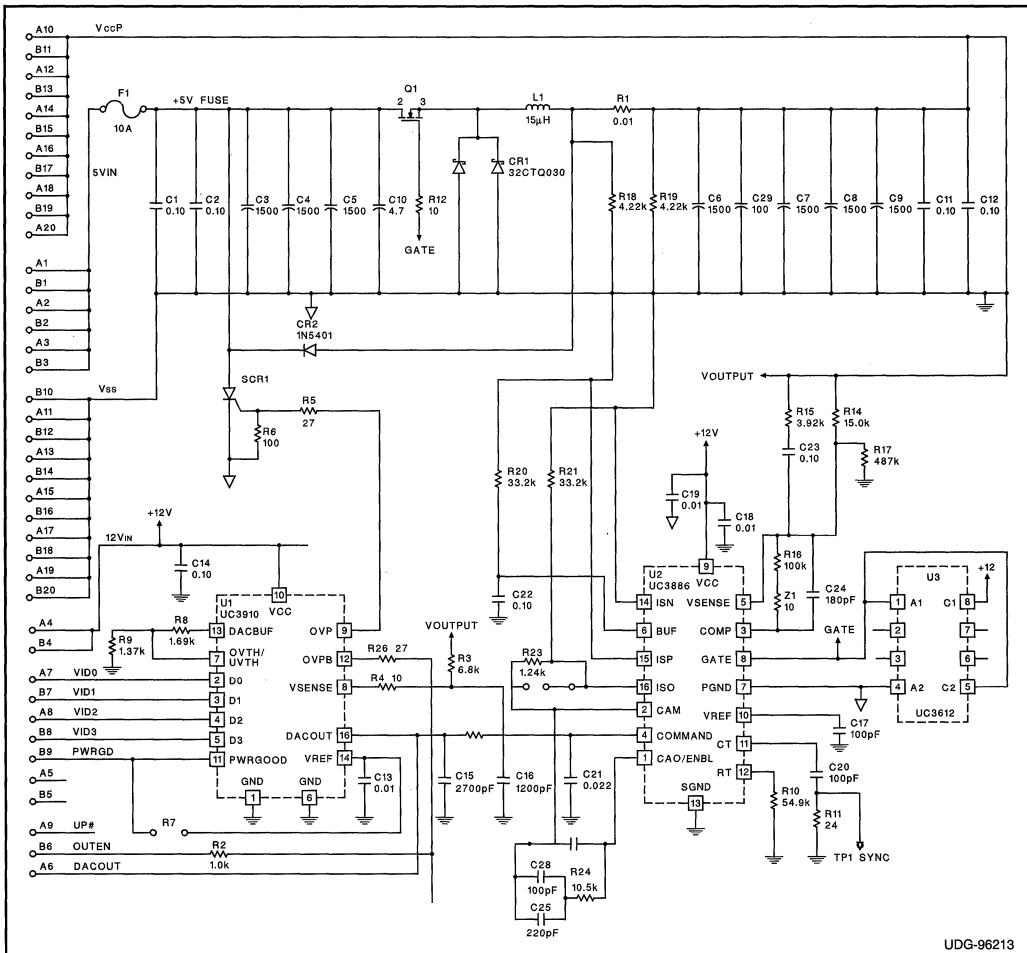 A10 VccP
B11
A12
B13
A14
B15
A16
B17
A18
B19
A20
F1
10A
+5V FUSE
5VIN
Q1
2 3
L1
15μH
R1
0.01
CR1
32CTQ030
C1
0.10
C2
0.10
C3
1500
C4
1500
C5
1500
C10
4.7
R12
10
GATE
R18
4.22k
R19
4.22k
C6
1500
C29
100
C7
1500
C8
1500
C9
1500
C11
0.10
C12
0.10
A1
B1
A2
B2
A3
B3
CR2
1N5401
B10 Vss
A11
B12
A13
B14
A15
B16
A17
B18
A19
B20
SCR1
R5
27
R6
100
VOUTPUT
R15
3.92k
R14
15.0k
C23
0.10
R17
487k
R20
33.2k
R21
33.2k
+12V
C19
0.01
C18
0.01
+12V
12VIN
C14
0.10
A4
B4
R9
1.37k
R8
1.69k
U1
UC3910
10
VCC
13 DACBUF
7 OVTH/
UVTH
2 D0
3 D1
4 D2
5 D3
11 PWRGOOD
OVP 9
OVPB 12
VSENSE 8
DACOUT 16
VREF 14
GND
1
GND
6
A7 VID0
B7 VID1
A8 VID2
B8 VID3
B9 PWRGD
A5
B5
A9 UP#
B6 OUTEN
A6 DACOUT
R7
R2
1.0k
R26 27
R4 10
VOUTPUT
R3
6.8k
C13
0.01
C15
2700pF
C16
1200pF
C21
0.022
C22
0.10
R23
1.24k
U2
UC3886
9
VCC
14 ISN
6 BUF
15 ISP
16 ISO
2 CAM
4 COMMAND
1 CAO/ENBL
VSENSE 5
COMP 3
GATE 8
PGND 7
VREF 10
CT 11
RT 12
SGND
13
R16
100k
Z1
10
C24
180pF
GATE
U3
1 A1
2
3
4 A2
C1 8
7
6
C2 5
UC3612
+12
C17
100pF
C20
100pF
R10
54.9k
R11
24
TP1 SYNC
C28
100pF
R24
10.5k
C25
220pF
UDG-96213